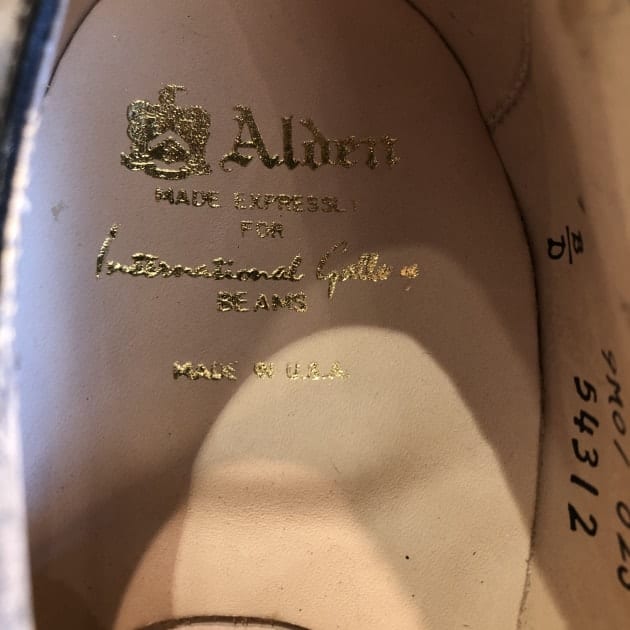 Alden
MADE EXPRESSLY
FOR
International Gallery
BEAMS
MADE IN U.S.A.
B/D
54312